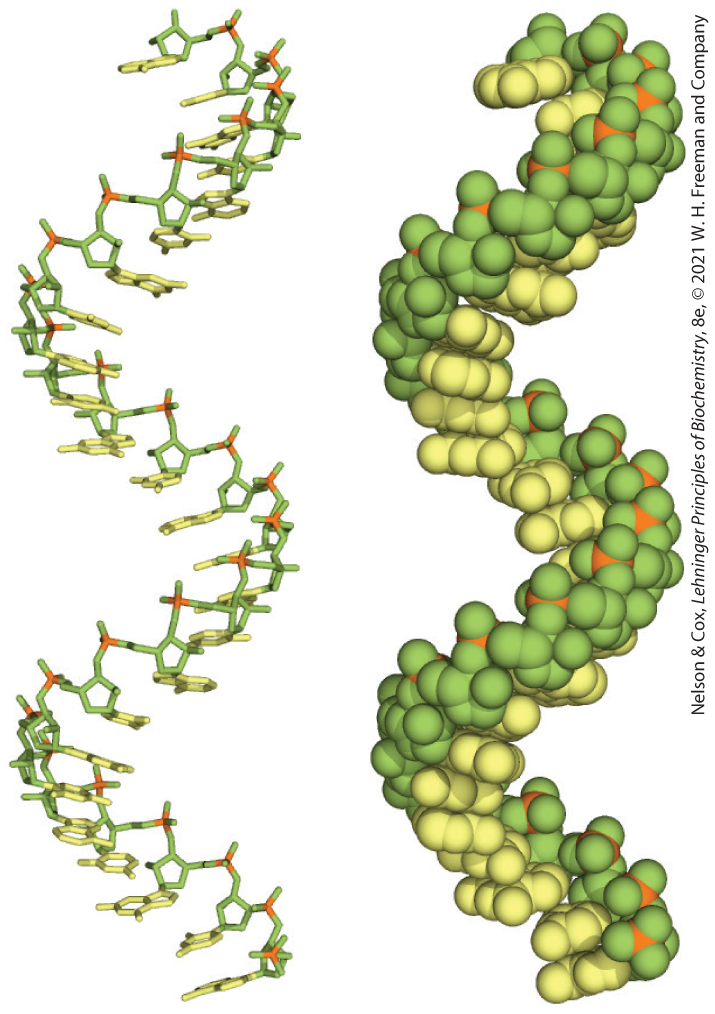 Nelson & Cox, Lehninger Principles of Biochemistry, 8e, © 2021 W. H. Freeman and Company